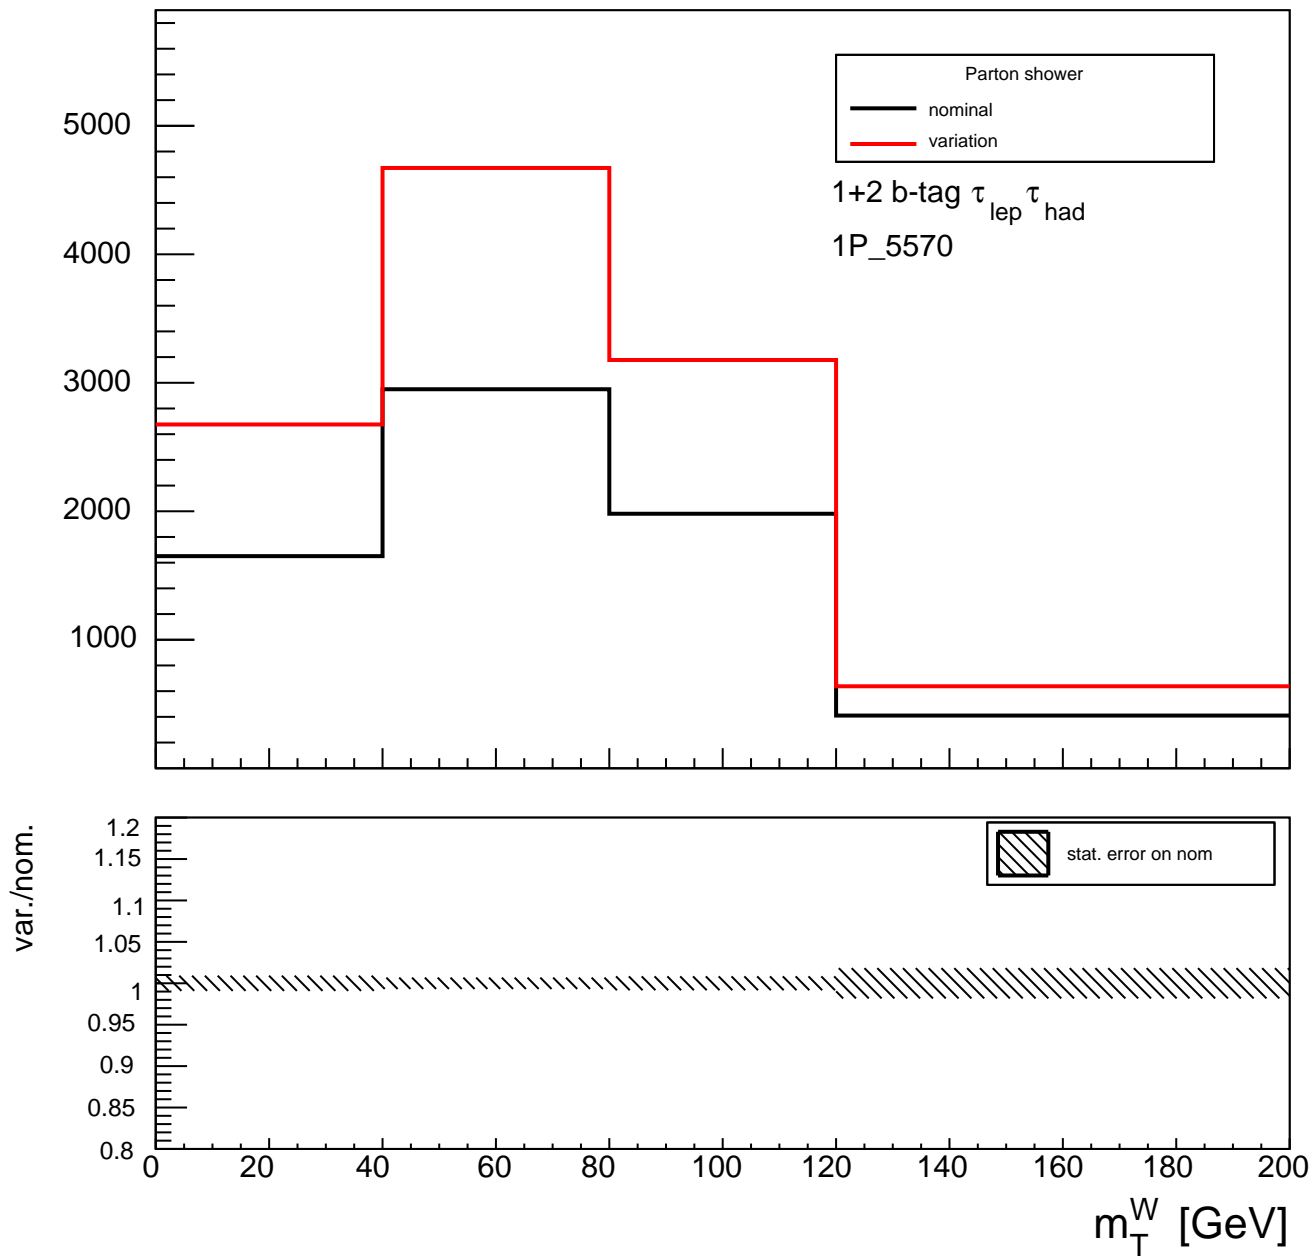 5000
4000
3000
2000
1000
Parton shower
nominal
variation
1+2 b-tag τ_lep τ_had
1P_5570
var./nom.
1.2
1.15
1.1
1.05
1
0.95
0.9
0.85
0.8
stat. error on nom
0 20 40 60 80 100 120 140 160 180 200
m_T^W [GeV]